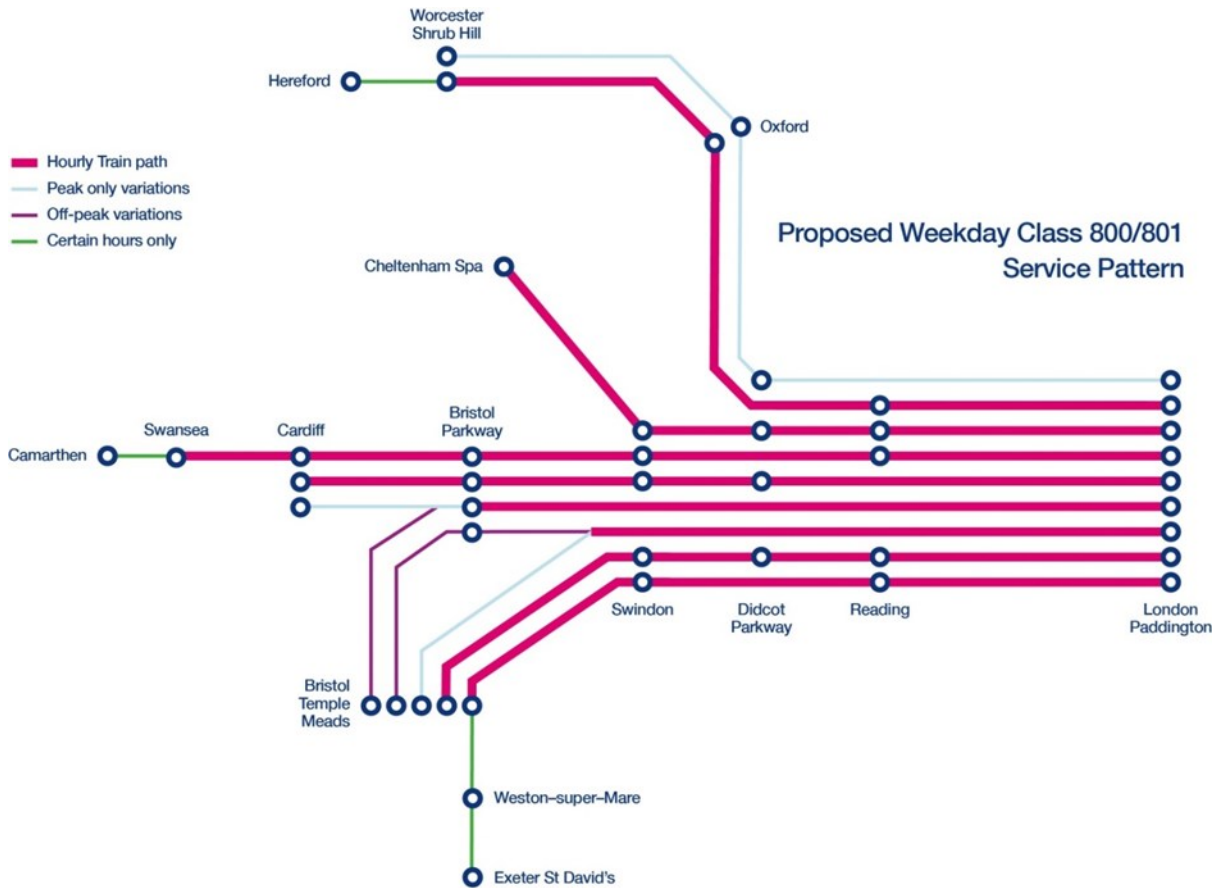 Worcester
Shrub Hill
Hereford
Oxford
Hourly Train path
Peak only variations
Off-peak variations
Certain hours only
Proposed Weekday Class 800/801
Service Pattern
Cheltenham Spa
Camarthen
Swansea
Cardiff
Bristol
Parkway
Swindon
Didcot
Parkway
Reading
London
Paddington
Bristol
Temple
Meads
Weston–super–Mare
Exeter St David's